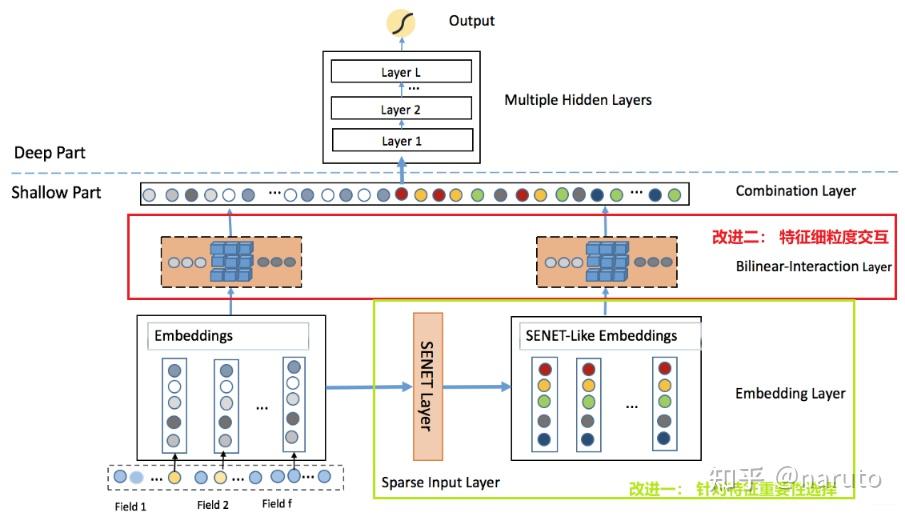 Output
Layer L
...
Layer 2
Layer 1
Multiple Hidden Layers
Deep Part
Shallow Part
... ... ...
Combination Layer
改进二： 特征细粒度交互
Bilinear-Interaction Layer
Embeddings
...
SENET Layer
SENET-Like Embeddings
...
Embedding Layer
... ... ...
Field 1
Field 2
Field f
Sparse Input Layer
知乎 @naruto
改进一： 针对特征重要性选择